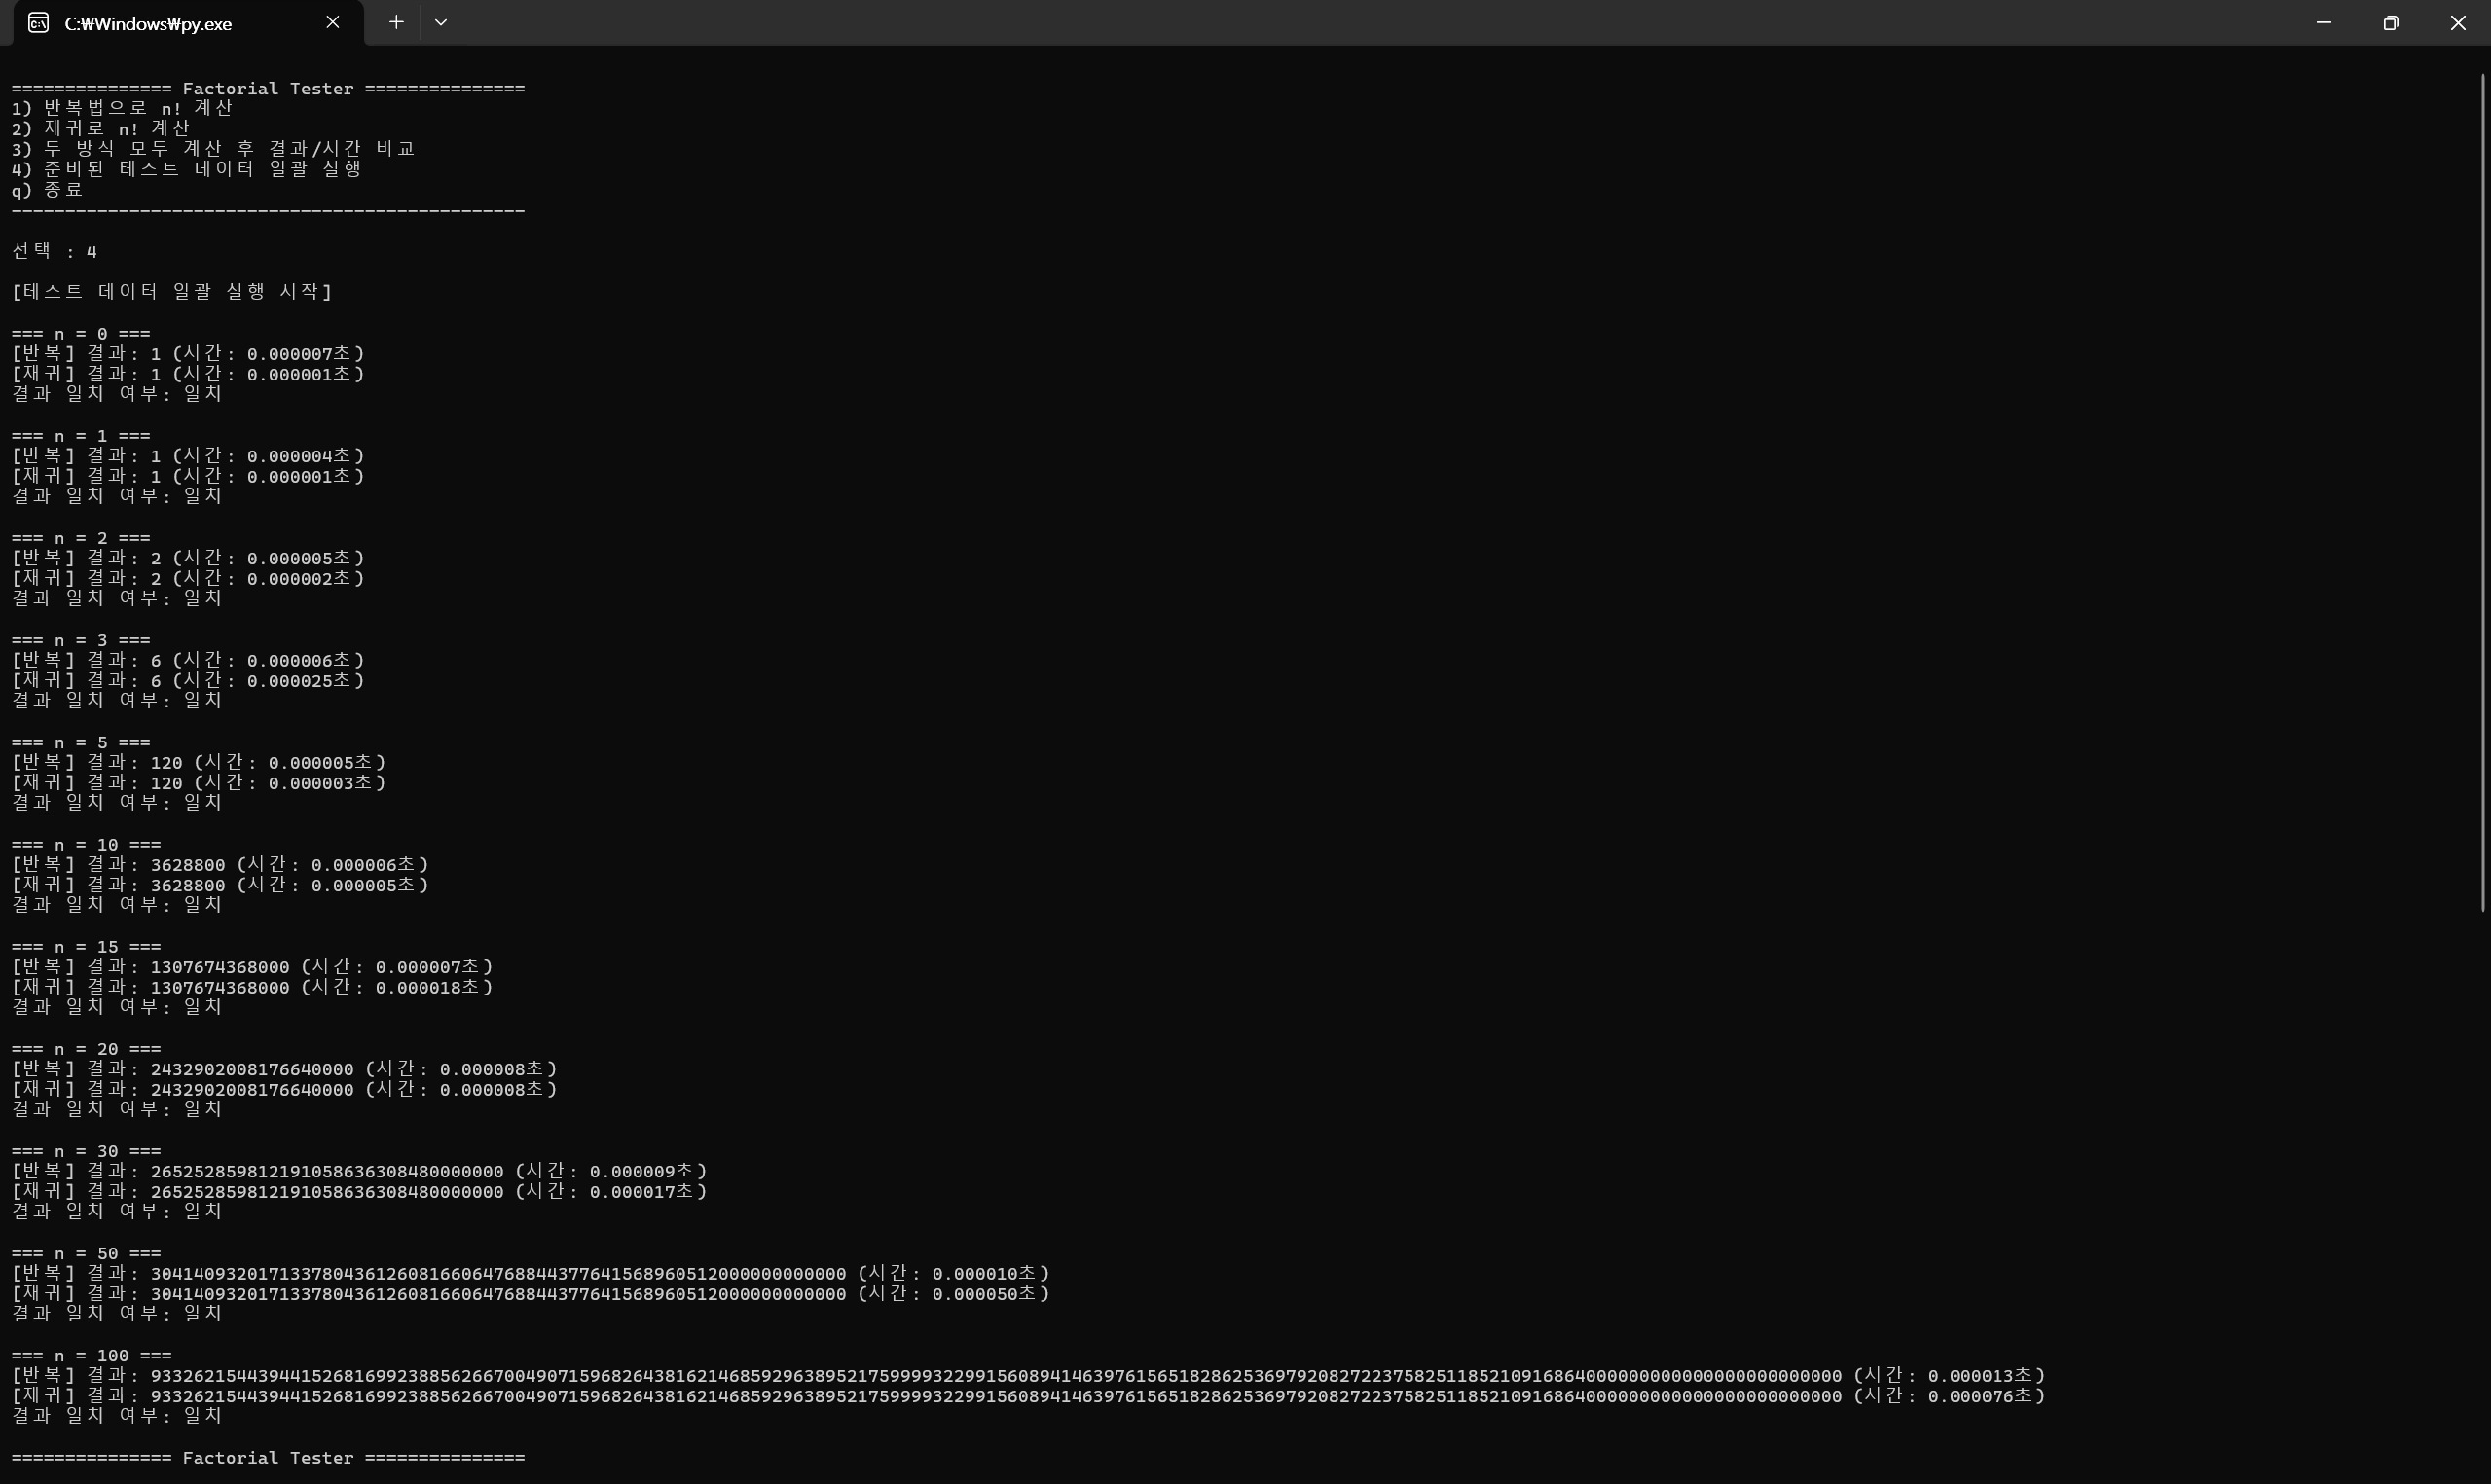 C:₩Windows₩py.exe
=============== Factorial Tester ===============
1) 반복법으로 n! 계산
2) 재귀로 n! 계산
3) 두 방식 모두 계산 후 결과/시간 비교
4) 준비된 테스트 데이터 일괄 실행
q) 종료
------------------------------------------------
선택 : 4
[테스트 데이터 일괄 실행 시작]
=== n = 0 ===
[반복] 결과: 1 (시간: 0.000007초)
[재귀] 결과: 1 (시간: 0.000001초)
결과 일치 여부: 일치
=== n = 1 ===
[반복] 결과: 1 (시간: 0.000004초)
[재귀] 결과: 1 (시간: 0.000001초)
결과 일치 여부: 일치
=== n = 2 ===
[반복] 결과: 2 (시간: 0.000005초)
[재귀] 결과: 2 (시간: 0.000002초)
결과 일치 여부: 일치
=== n = 3 ===
[반복] 결과: 6 (시간: 0.000006초)
[재귀] 결과: 6 (시간: 0.000025초)
결과 일치 여부: 일치
=== n = 5 ===
[반복] 결과: 120 (시간: 0.000005초)
[재귀] 결과: 120 (시간: 0.000003초)
결과 일치 여부: 일치
=== n = 10 ===
[반복] 결과: 3628800 (시간: 0.000006초)
[재귀] 결과: 3628800 (시간: 0.000005초)
결과 일치 여부: 일치
=== n = 15 ===
[반복] 결과: 1307674368000 (시간: 0.000007초)
[재귀] 결과: 1307674368000 (시간: 0.000018초)
결과 일치 여부: 일치
=== n = 20 ===
[반복] 결과: 2432902008176640000 (시간: 0.000008초)
[재귀] 결과: 2432902008176640000 (시간: 0.000008초)
결과 일치 여부: 일치
=== n = 30 ===
[반복] 결과: 265252859812191058636308480000000 (시간: 0.000009초)
[재귀] 결과: 265252859812191058636308480000000 (시간: 0.000017초)
결과 일치 여부: 일치
=== n = 50 ===
[반복] 결과: 30414093201713378043612608166064768844377641568960512000000000000 (시간: 0.000010초)
[재귀] 결과: 30414093201713378043612608166064768844377641568960512000000000000 (시간: 0.000050초)
결과 일치 여부: 일치
=== n = 100 ===
[반복] 결과: 93326215443944152681699238856266700490715968264381621468592963895217599993229915608941463976156518286253697920827223758251185210916864000000000000000000000000 (시간: 0.000013초)
[재귀] 결과: 93326215443944152681699238856266700490715968264381621468592963895217599993229915608941463976156518286253697920827223758251185210916864000000000000000000000000 (시간: 0.000076초)
결과 일치 여부: 일치
=============== Factorial Tester ===============